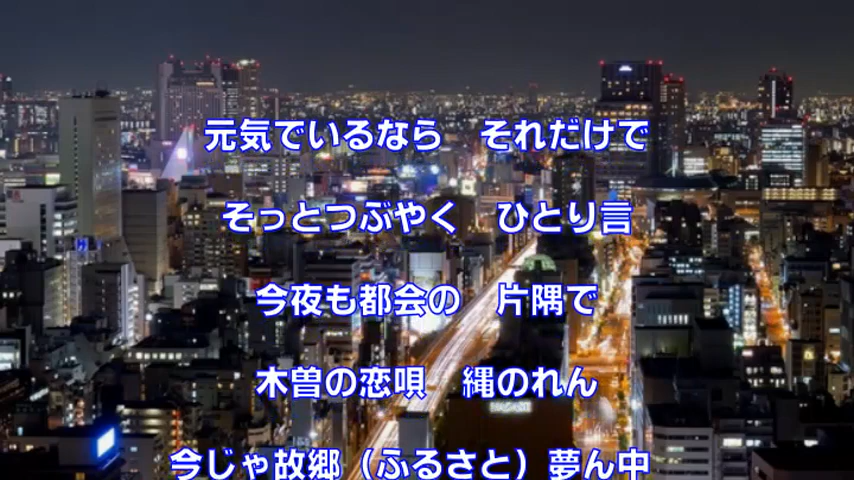 元気でいるなら　それだけで
そっとつぶやく　ひとり言
今夜も都会の　片隅で
木曽の恋唄　縄のれん
今じゃ故郷（ふるさと）夢ん中